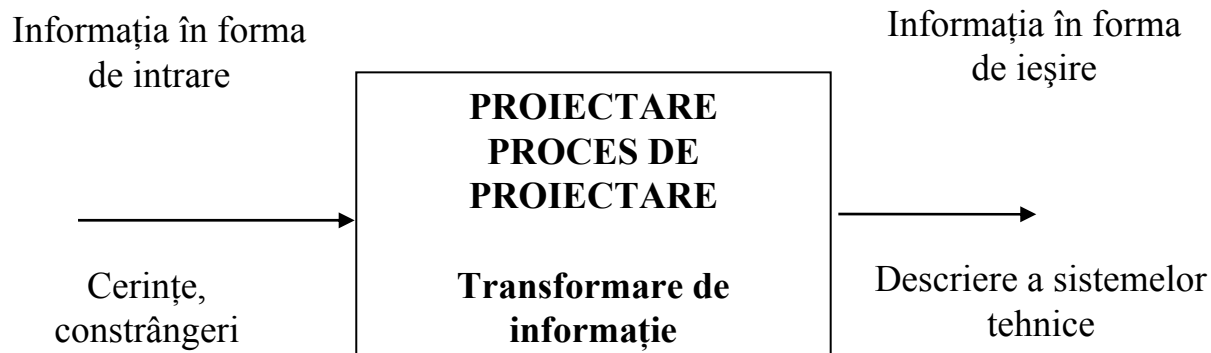 Informația în forma
de intrare
Cerințe,
constrângeri
PROIECTARE
PROCES DE
PROIECTARE
Transformare de
informație
Informația în forma
de ieşire
Descriere a sistemelor
tehnice